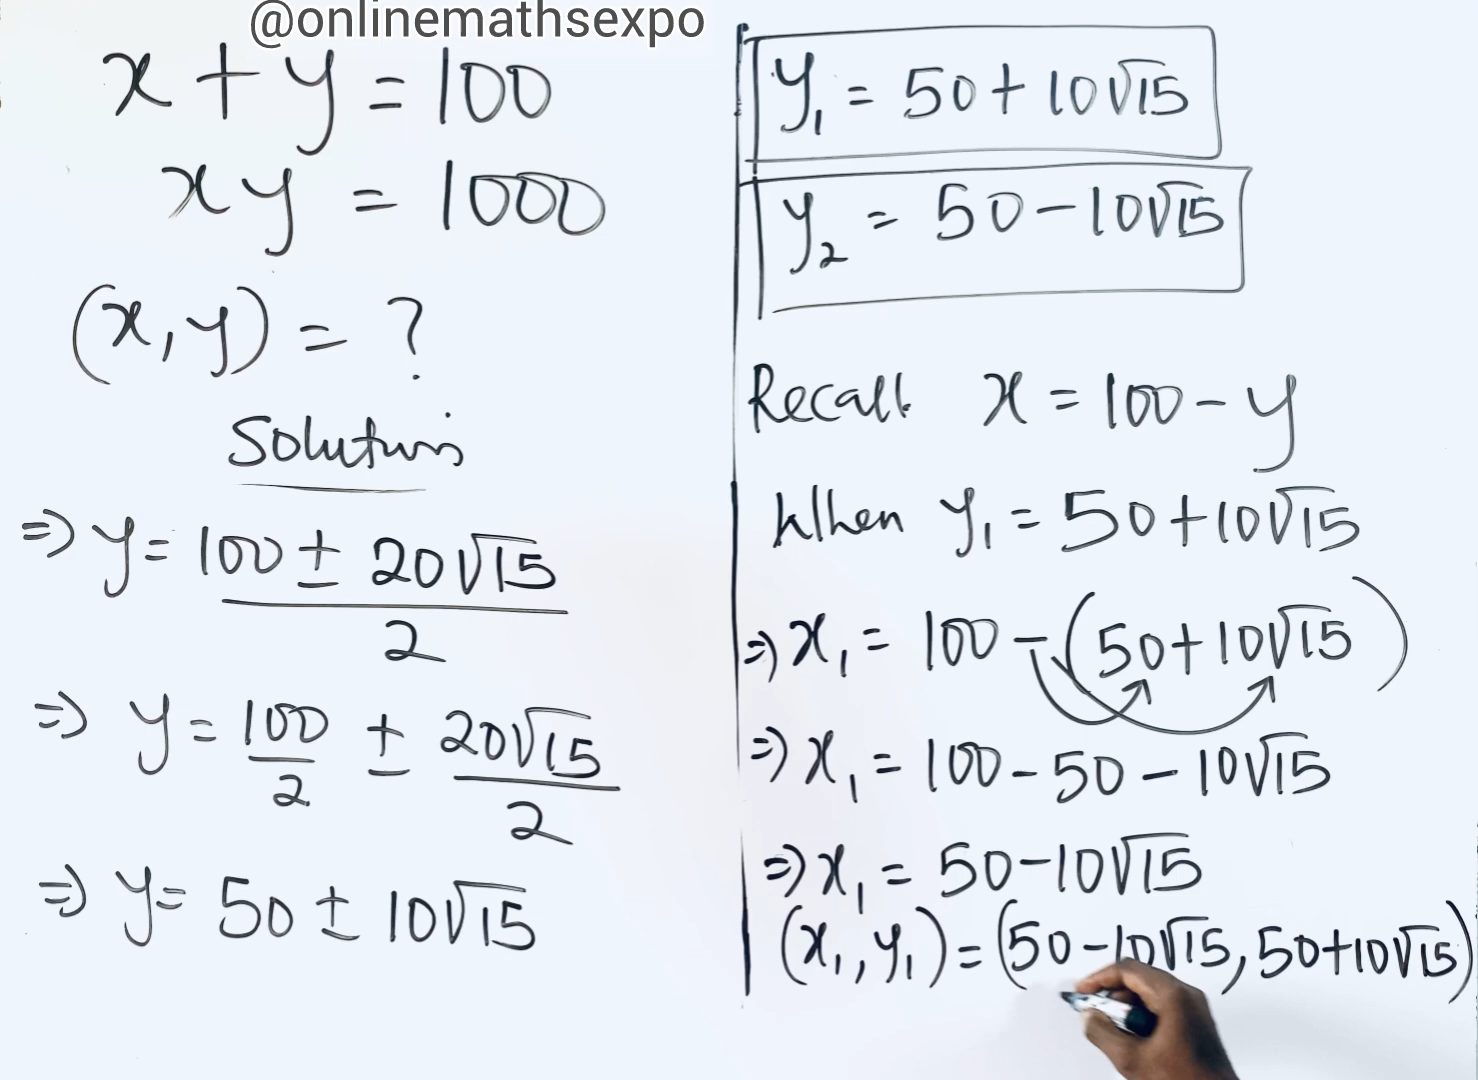 @onlinemathsexpo
x + y = 100
xy = 1000
(x, y) = ?
Solution
⇒ y = 100 ± 20√15
2
⇒ y = 100/2 ± 20√15/2
⇒ y = 50 ± 10√15
y₁ = 50 + 10√15
y₂ = 50 - 10√15
Recall x = 100 - y
When y₁ = 50 + 10√15
⇒ x₁ = 100 - (50 + 10√15)
⇒ x₁ = 100 - 50 - 10√15
⇒ x₁ = 50 - 10√15
(x₁, y₁) = (50 - 10√15, 50 + 10√15)